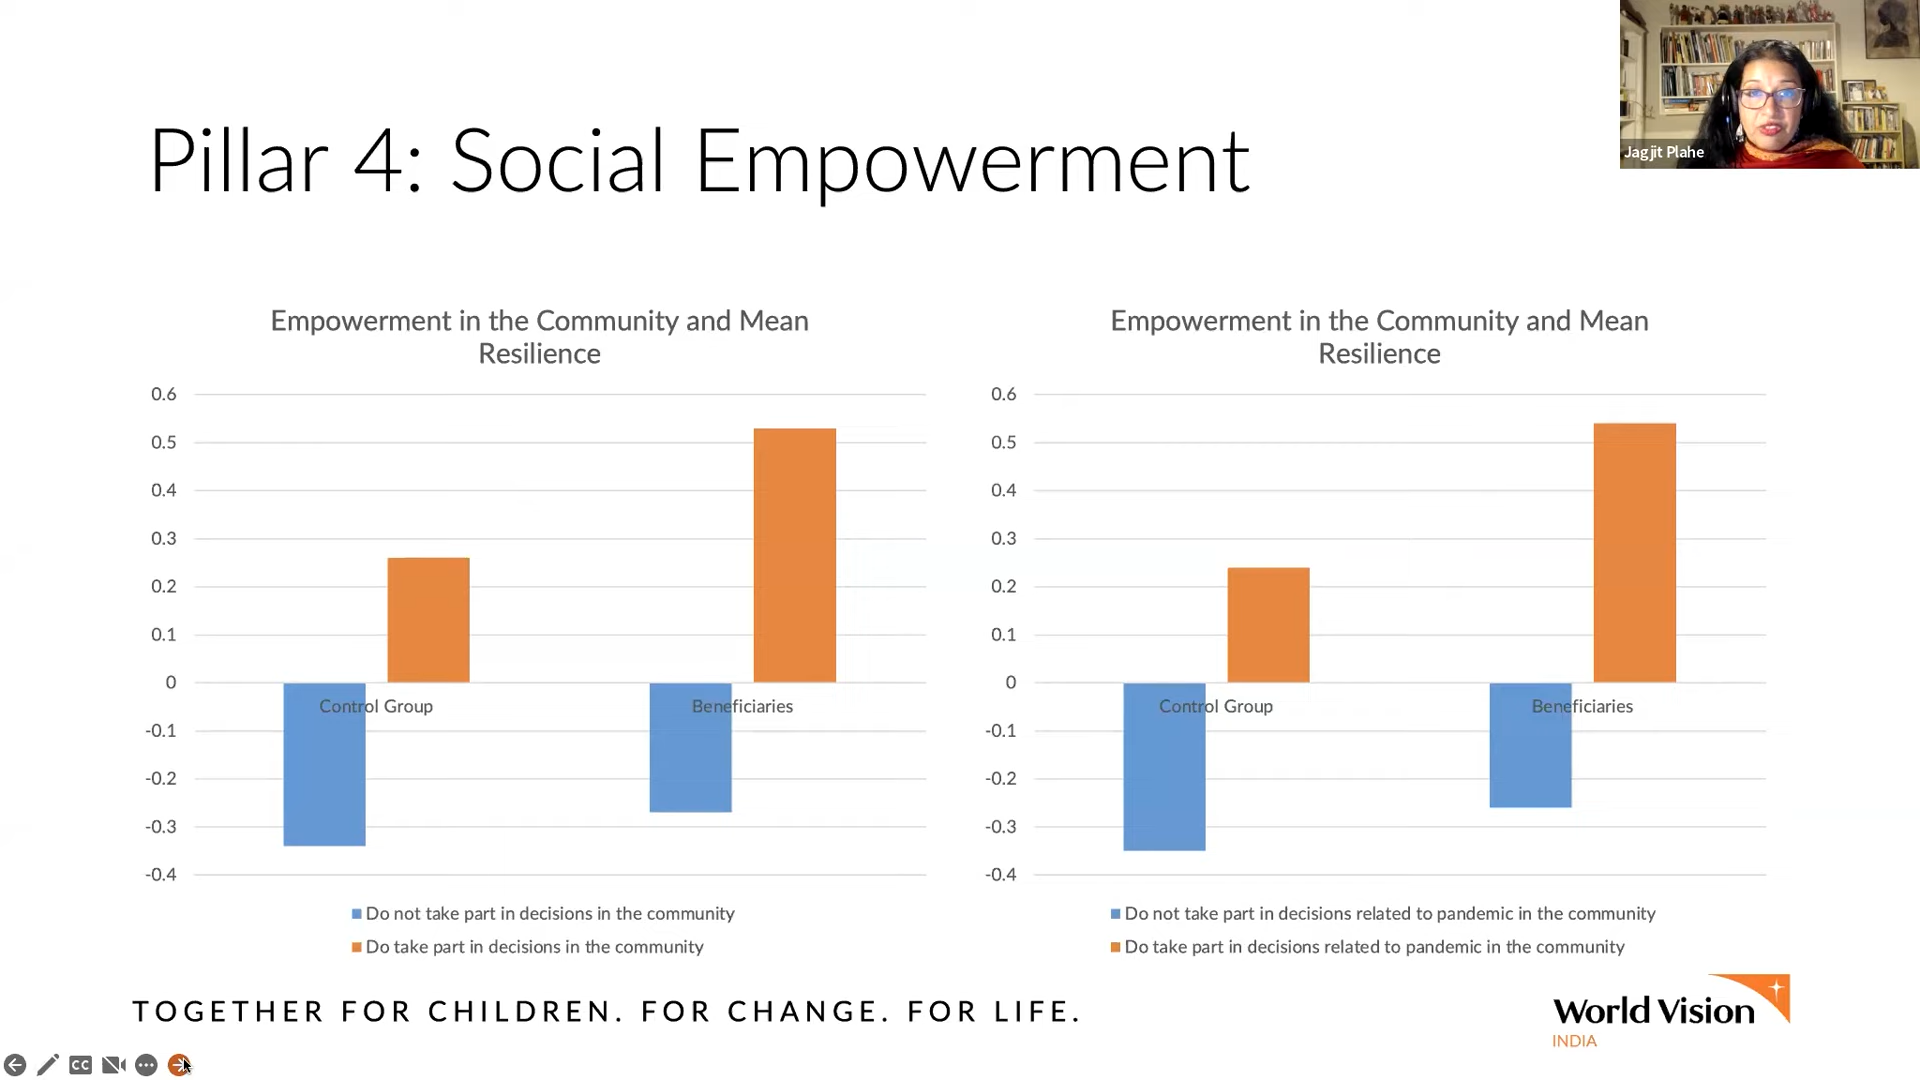 Jagjit Plahe
Pillar 4: Social Empowerment
Empowerment in the Community and Mean
Resilience
0.6
0.5
0.4
0.3
0.2
0.1
0
-0.1
-0.2
-0.3
-0.4
Control Group
Beneficiaries
Do not take part in decisions in the community
Do take part in decisions in the community
Empowerment in the Community and Mean
Resilience
0.6
0.5
0.4
0.3
0.2
0.1
0
-0.1
-0.2
-0.3
-0.4
Control Group
Beneficiaries
Do not take part in decisions related to pandemic in the community
Do take part in decisions related to pandemic in the community
TOGETHER FOR CHILDREN. FOR CHANGE. FOR LIFE.
World Vision
INDIA
CC